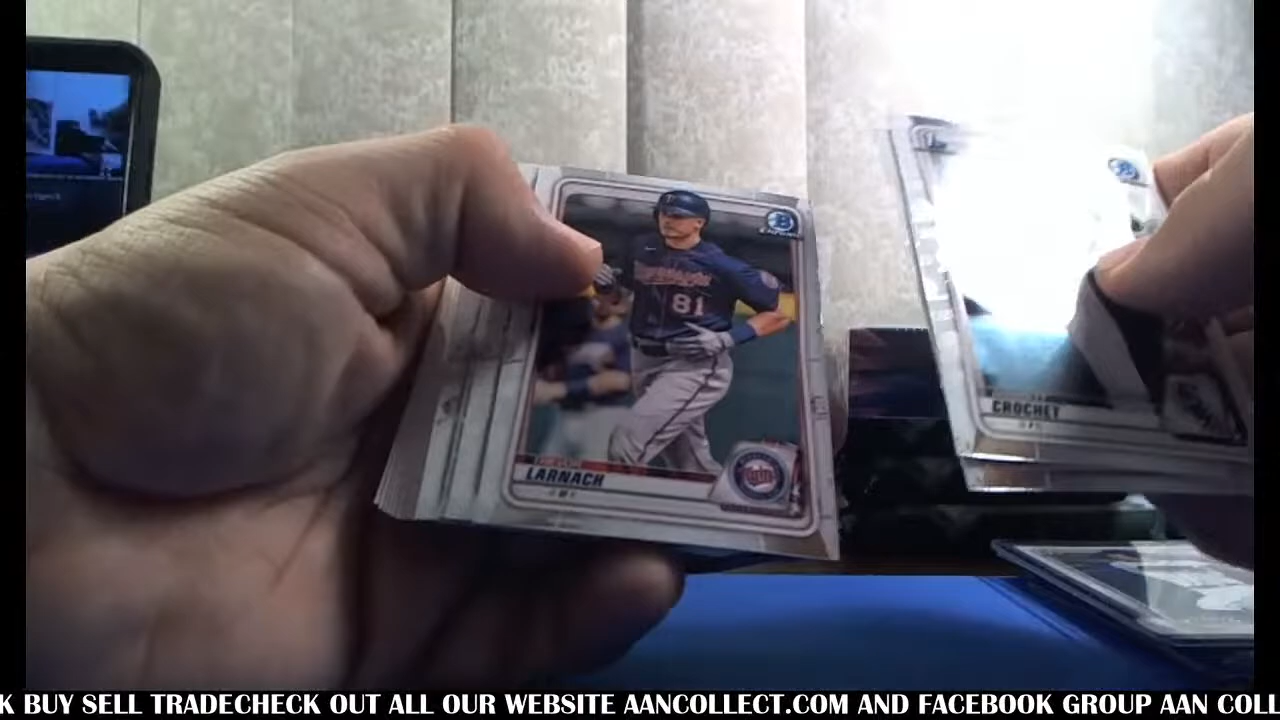 81
LARNACH
CROCHET
K BUY SELL TRADECHECK OUT ALL OUR WEBSITE AANCOLLECT.COM AND FACEBOOK GROUP AAN COLL